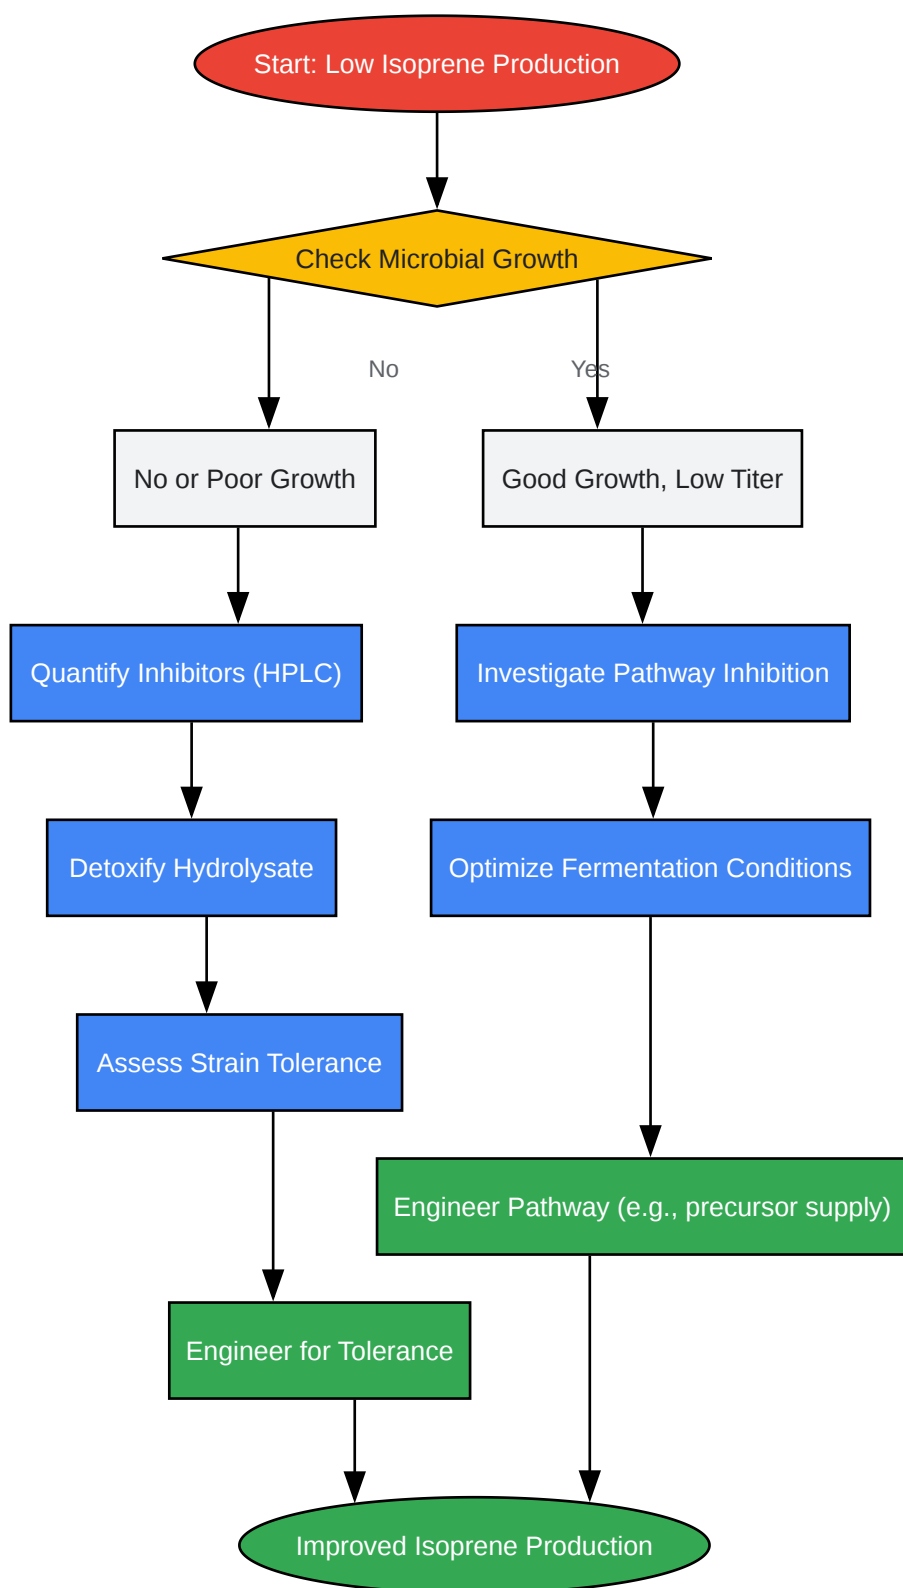 Start: Low Isoprene Production
Check Microbial Growth
No
Yes
No or Poor Growth
Good Growth, Low Titer
Quantify Inhibitors (HPLC)
Investigate Pathway Inhibition
Detoxify Hydrolysate
Optimize Fermentation Conditions
Assess Strain Tolerance
Engineer Pathway (e.g., precursor supply)
Engineer for Tolerance
Improved Isoprene Production